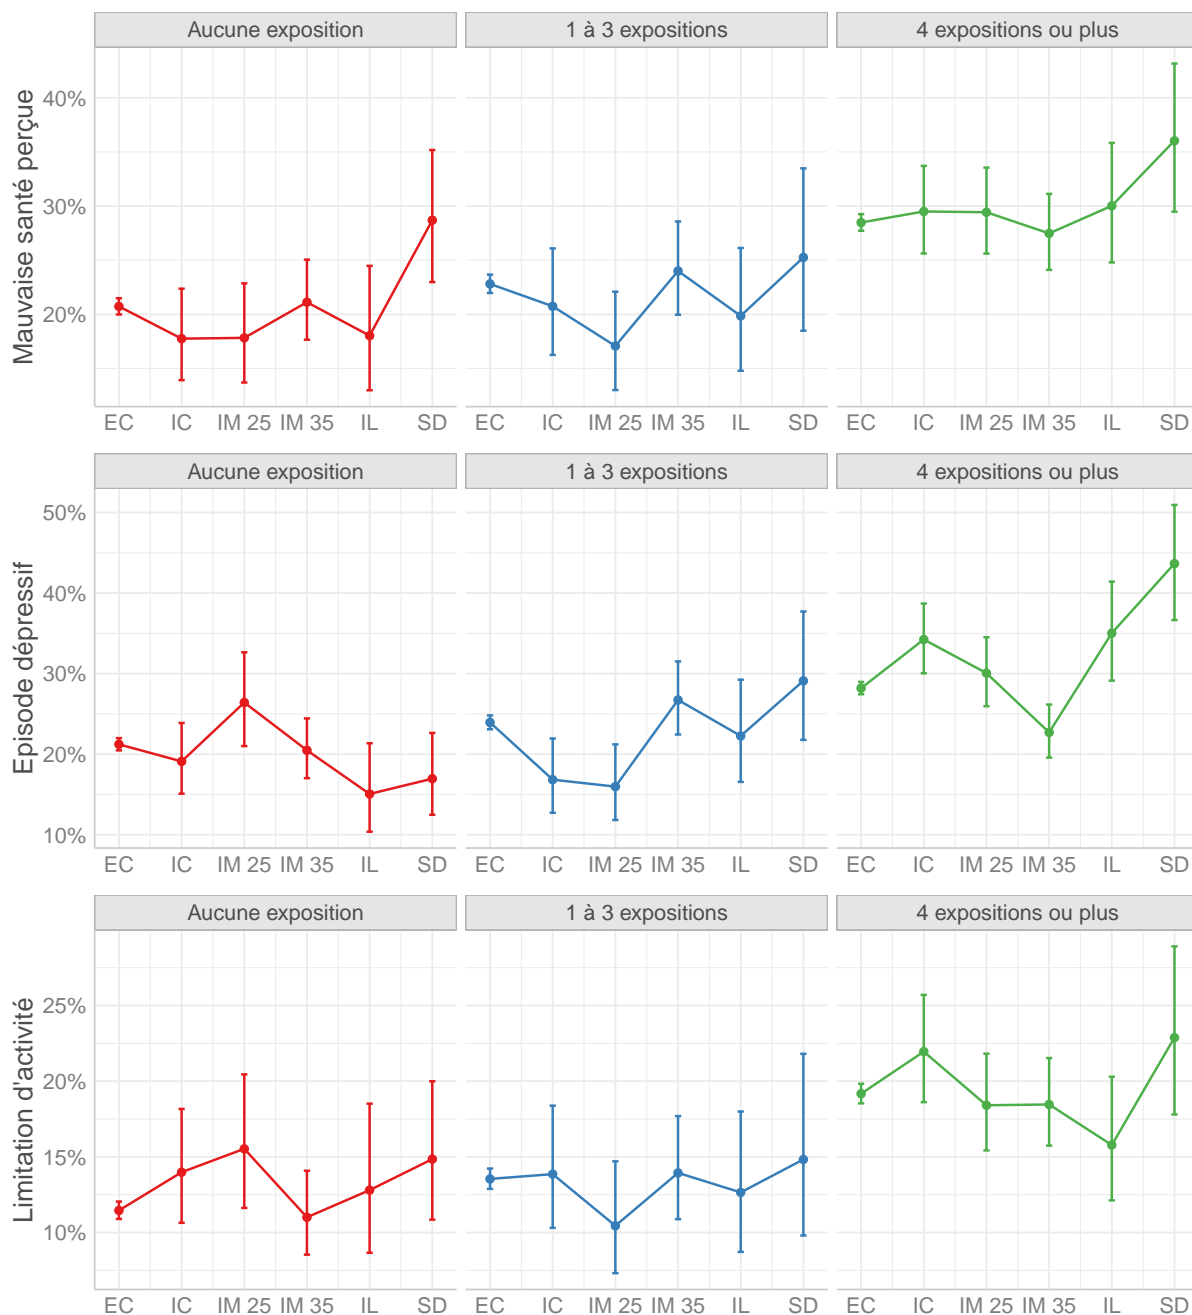 Aucune exposition 1 à 3 expositions 4 expositions ou plus
Mauvaise santé perçue
40%
30%
20%
EC IC IM 25 IM 35 IL SD EC IC IM 25 IM 35 IL SD EC IC IM 25 IM 35 IL SD
Aucune exposition 1 à 3 expositions 4 expositions ou plus
Episode dépressif
50%
40%
30%
20%
10%
EC IC IM 25 IM 35 IL SD EC IC IM 25 IM 35 IL SD EC IC IM 25 IM 35 IL SD
Aucune exposition 1 à 3 expositions 4 expositions ou plus
Limitation d'activité
25%
20%
15%
10%
EC IC IM 25 IM 35 IL SD EC IC IM 25 IM 35 IL SD EC IC IM 25 IM 35 IL SD